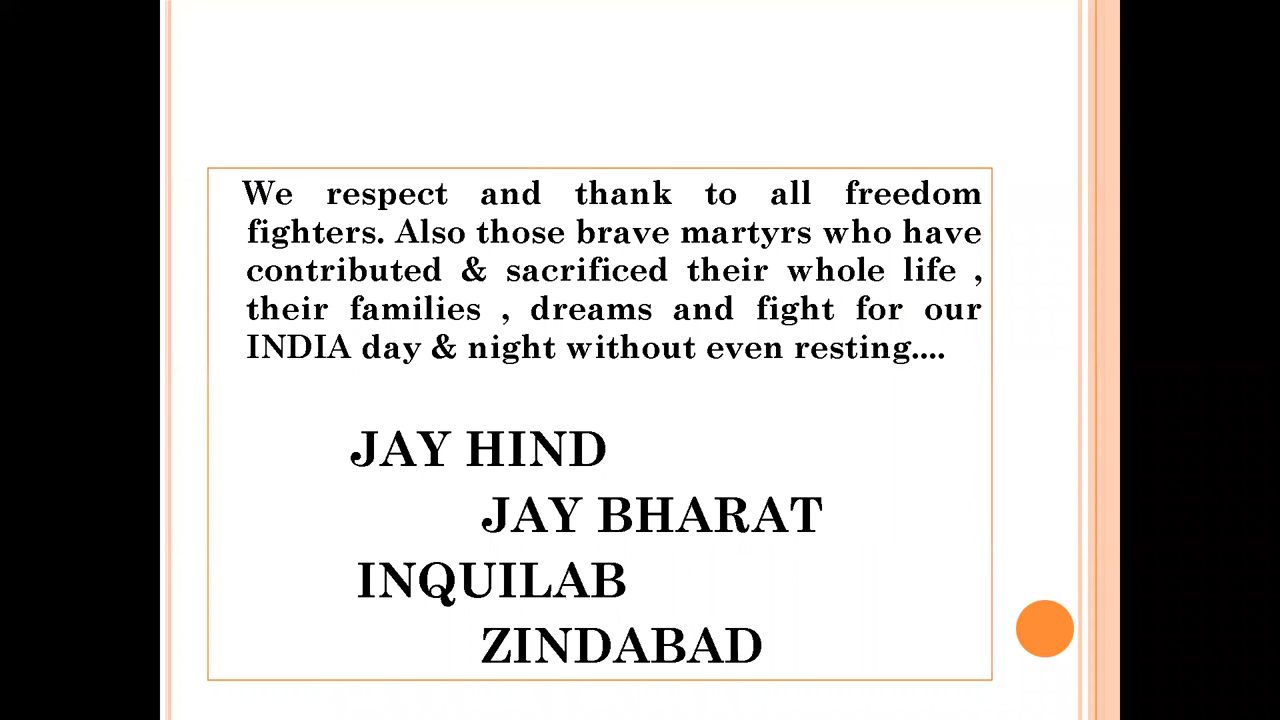 We respect and thank to all freedom
fighters. Also those brave martyrs who have
contributed & sacrificed their whole life ,
their families , dreams and fight for our
INDIA day & night without even resting....
JAY HIND
JAY BHARAT
INQUILAB
ZINDABAD